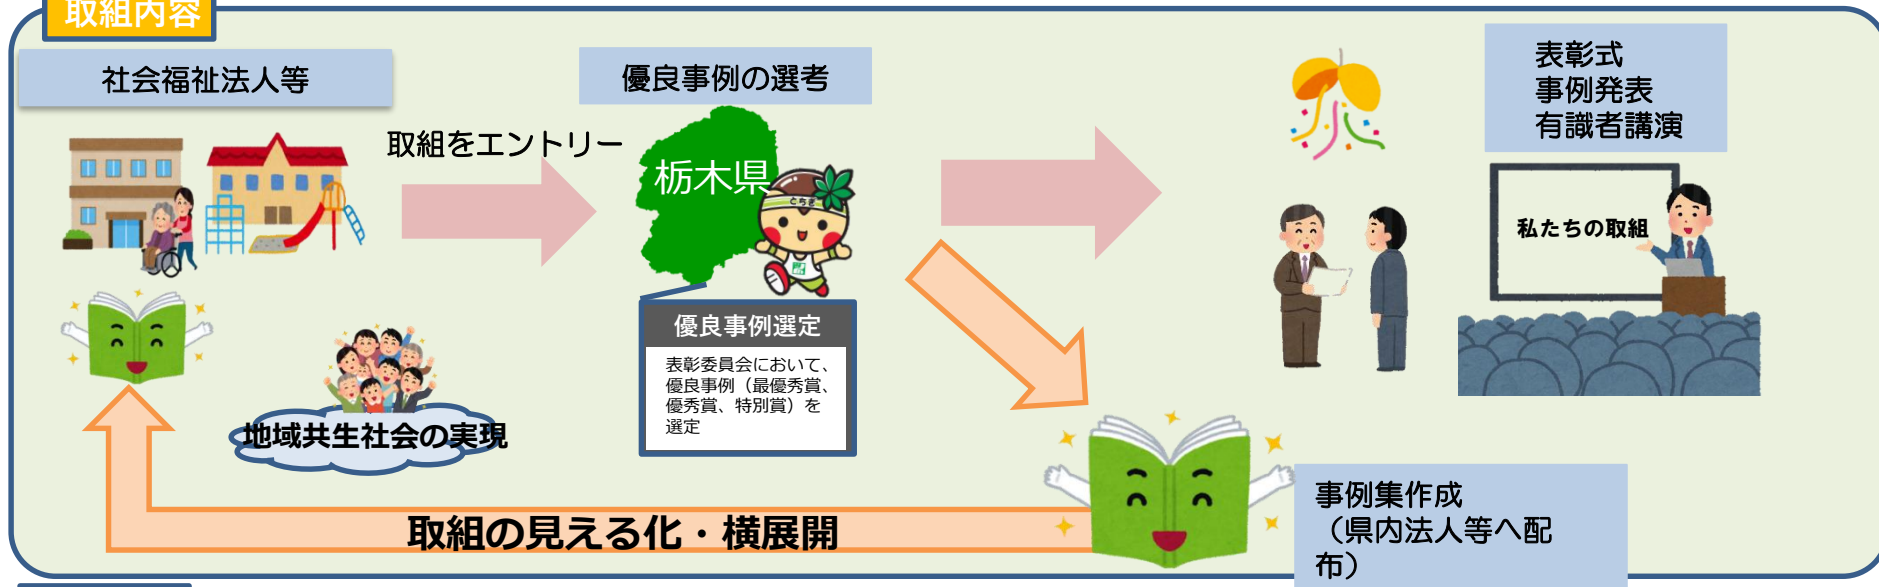 取組内容
社会福祉法人等
取組をエントリー
優良事例の選考
栃木県
とちぎ
優良事例選定
表彰委員会において、
優良事例（最優秀賞、
優秀賞、特別賞）を
選定
表彰式
事例発表
有識者講演
私たちの取組
地域共生社会の実現
取組の見える化・横展開
事例集作成
（県内法人等へ配
布）